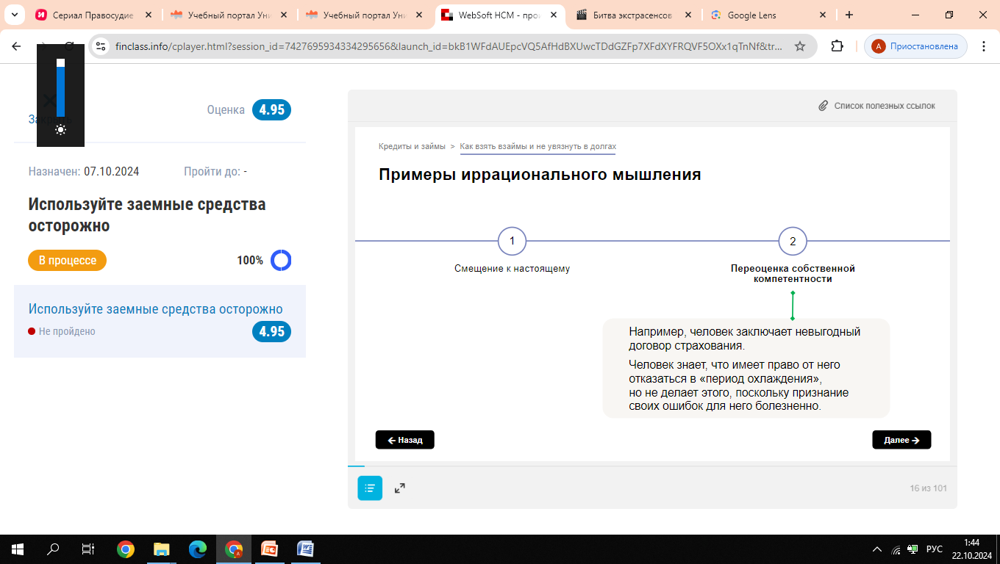 Сериал Правосудие
Учебный портал Уни
Учебный портал Уни
WebSoft HCM - про
Битва экстрасенсов
Google Lens
finclass.info/cplayer.html?session_id=7427695934334295656&launch_id=bkB1WFdAUEpcVQ5AfHdBXUwcTDdGZFp7XFdXYFRQVF5OXx1qTnNf&tr...
А
Приостановлена
Закрыть
Оценка 4.95
Назначен: 07.10.2024
Пройти до: -
Используйте заемные средства
осторожно
В процессе
100%
Используйте заемные средства осторожно
Не пройдено
4.95
Список полезных ссылок
Кредиты и займы > Как взять взаймы и не увязнуть в долгах
Примеры иррационального мышления
1
Смещение к настоящему
2
Переоценка собственной
компетентности
Например, человек заключает невыгодный
договор страхования.
Человек знает, что имеет право от него
отказаться в «период охлаждения»,
но не делает этого, поскольку признание
своих ошибок для него болезненно.
Назад
Далее
16 из 101
РУС
1:44
22.10.2024